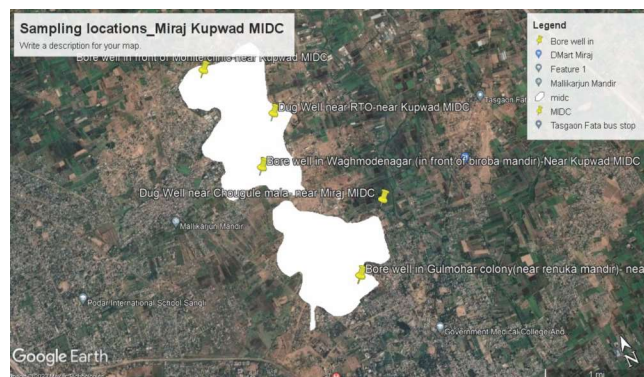 Sampling locations_Miraj Kupwad MIDC
Write a description for your map.
Legend
Bore well in
DMart Miraj
Feature 1
Mallikarjun Mandir
midc
MIDC
Tasgaon Fata bus stop
Bore well in front of Monte clinic-near Kupwad MIDC
Tasgaon Fat
Dug Well near RTO-near Kupwad MIDC
Bore well in Waghmodenagar (in front of biroba mandir)-Near Kupwad MIDC
Dug Well near Chougule mala- near Miraj MIDC
Mallikarjun Mandir
Bore well in Gulmohar colony(near renuka mandir)- nea
Podar International School Sangli
Government Medical College And
Google Earth
N
1 mi